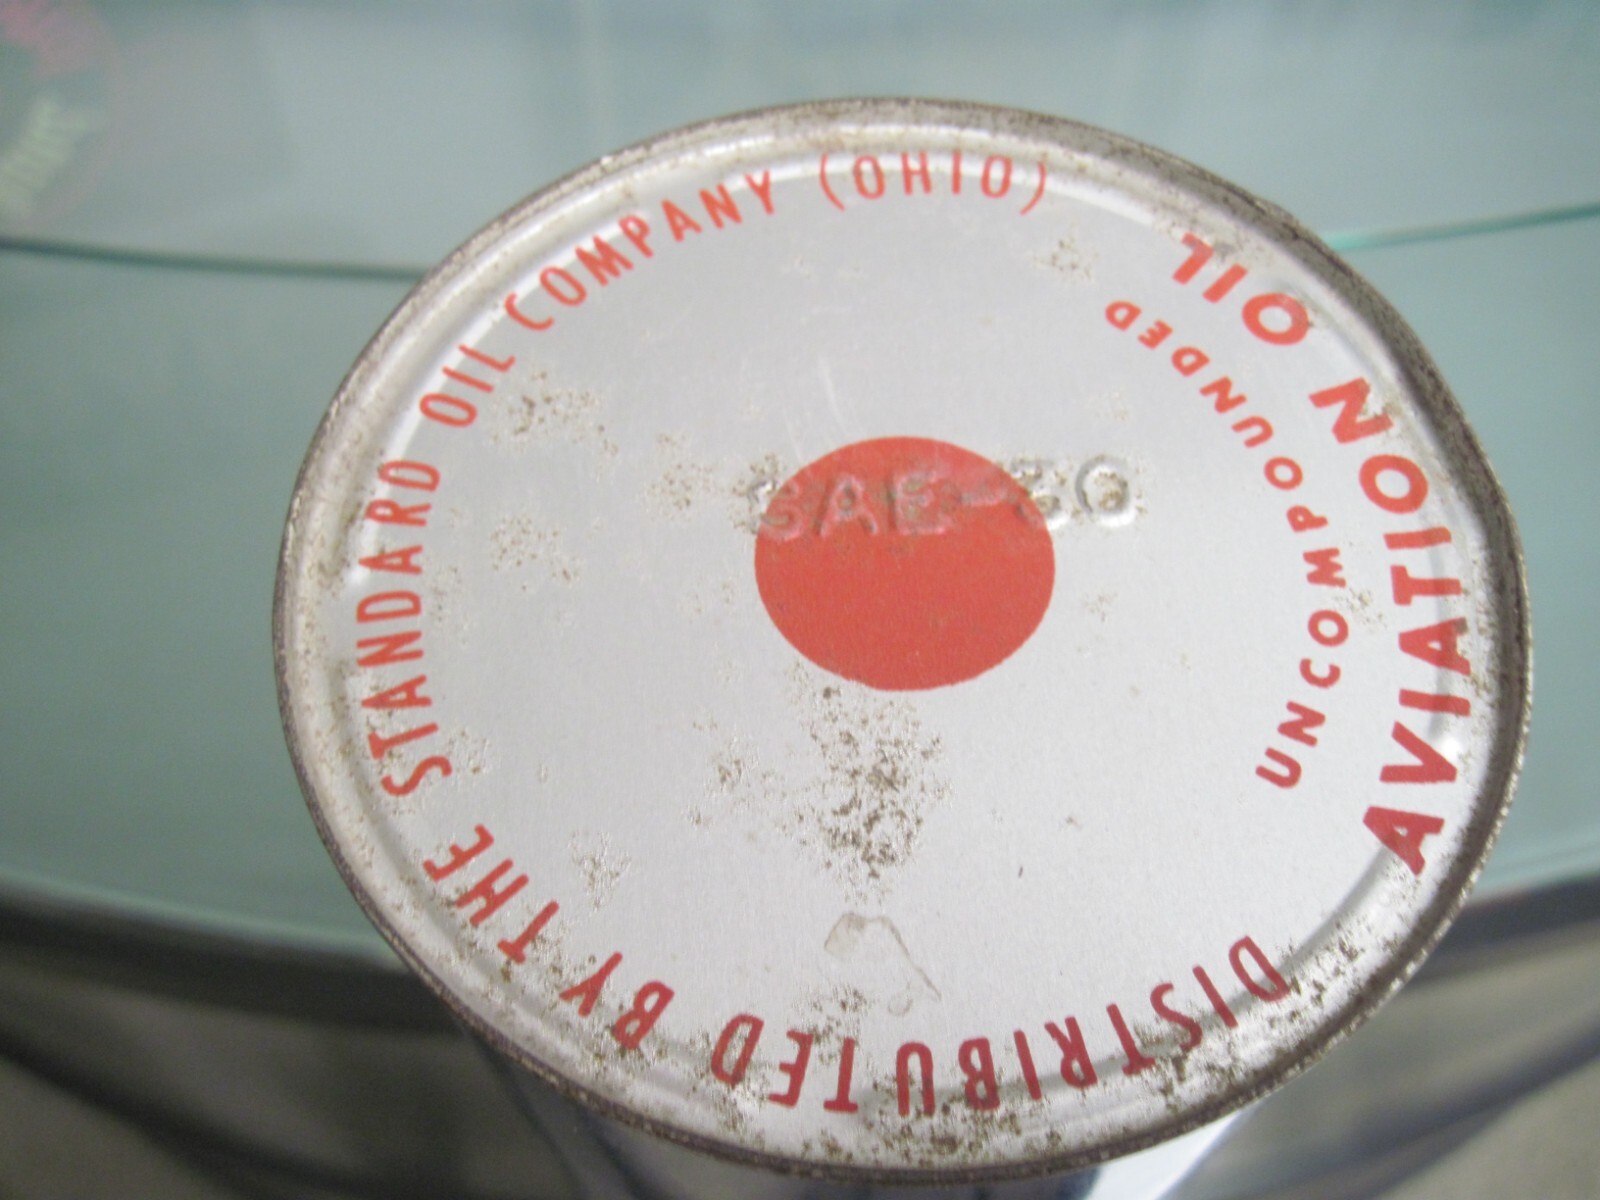 AVIATION OIL
UNCOMPOUNDED
SAE-30
DISTRIBUTED BY THE STANDARD OIL COMPANY (OHIO)